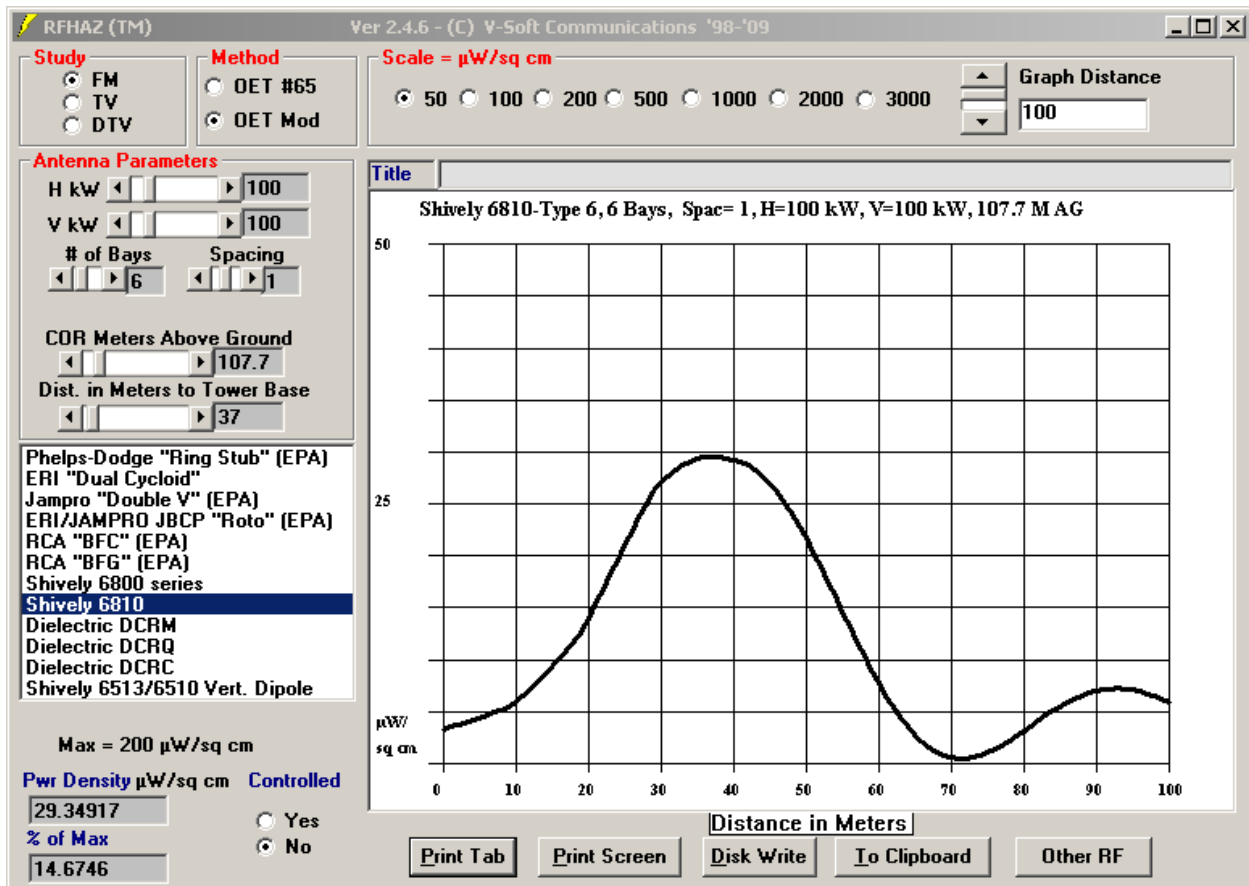 RFHAZ (TM) Ver 2.4.6 - (C) V-Soft Communications '98-'09
Study
FM
TV
DTV
Method
OET #65
OET Mod
Scale = µW/sq cm
50 100 200 500 1000 2000 3000
Graph Distance
100
Antenna Parameters
H kW 100
V kW 100
# of Bays Spacing
6 1
COR Meters Above Ground
107.7
Dist. in Meters to Tower Base
37
Phelps-Dodge "Ring Stub" (EPA)
ERI "Dual Cycloid"
Jampro "Double V" (EPA)
ERI/JAMPRO JBCP "Roto" (EPA)
RCA "BFC" (EPA)
RCA "BFG" (EPA)
Shively 6800 series
Shively 6810
Dielectric DCRM
Dielectric DCRQ
Dielectric DCRC
Shively 6513/6510 Vert. Dipole
Max = 200 µW/sq cm
Pwr Density µW/sq cm
29.34917
% of Max
14.6746
Controlled
Yes
No
Title
Shively 6810-Type 6, 6 Bays, Spac= 1, H=100 kW, V=100 kW, 107.7 M AG
50
25
µW/
sq cm
0 10 20 30 40 50 60 70 80 90 100
Distance in Meters
Print Tab Print Screen Disk Write To Clipboard Other RF